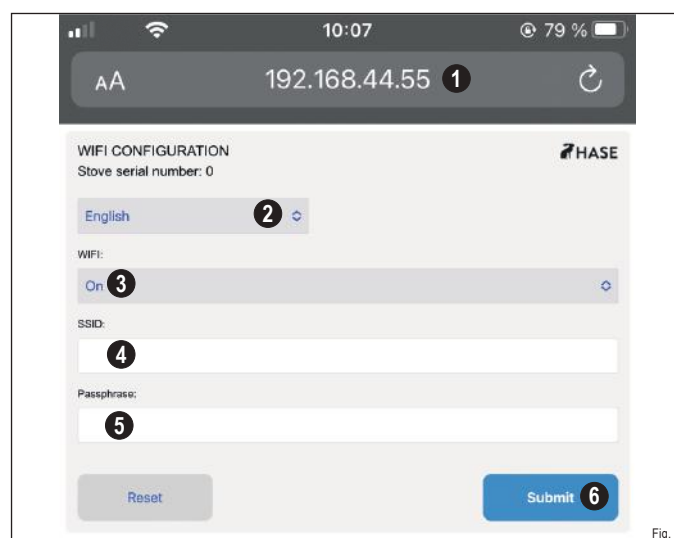 10:07 79 %
AA 192.168.44.55 1
WIFI CONFIGURATION HASE
Stove serial number: 0
English 2
WIFI:
On 3
SSID:
4
Passphrase:
5
Reset Submit 6
Fig.